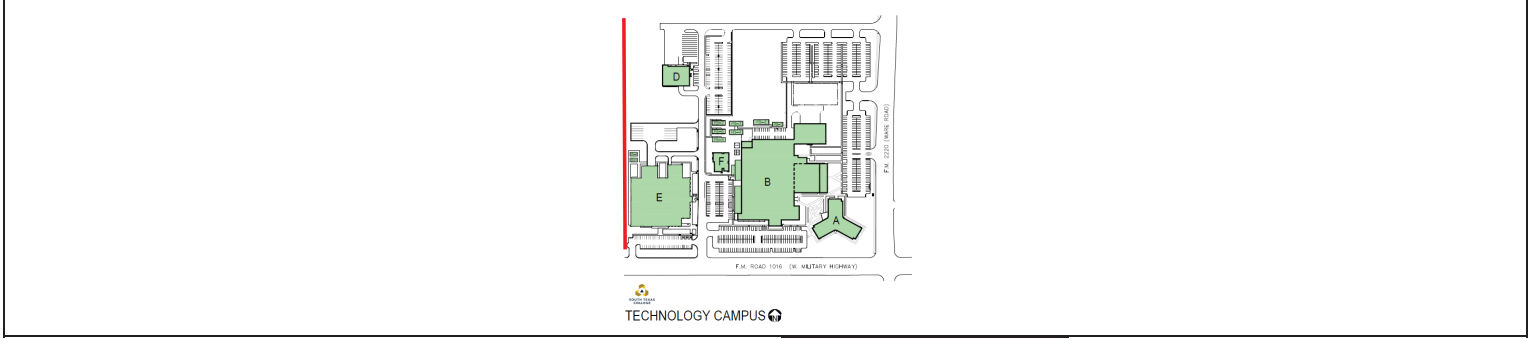 D
F
E
B
A
F.M. 2220 (WARE ROAD)
F.M. ROAD 1016 (W. MILITARY HIGHWAY)
SOUTH TEXAS
COLLEGE
TECHNOLOGY CAMPUS N